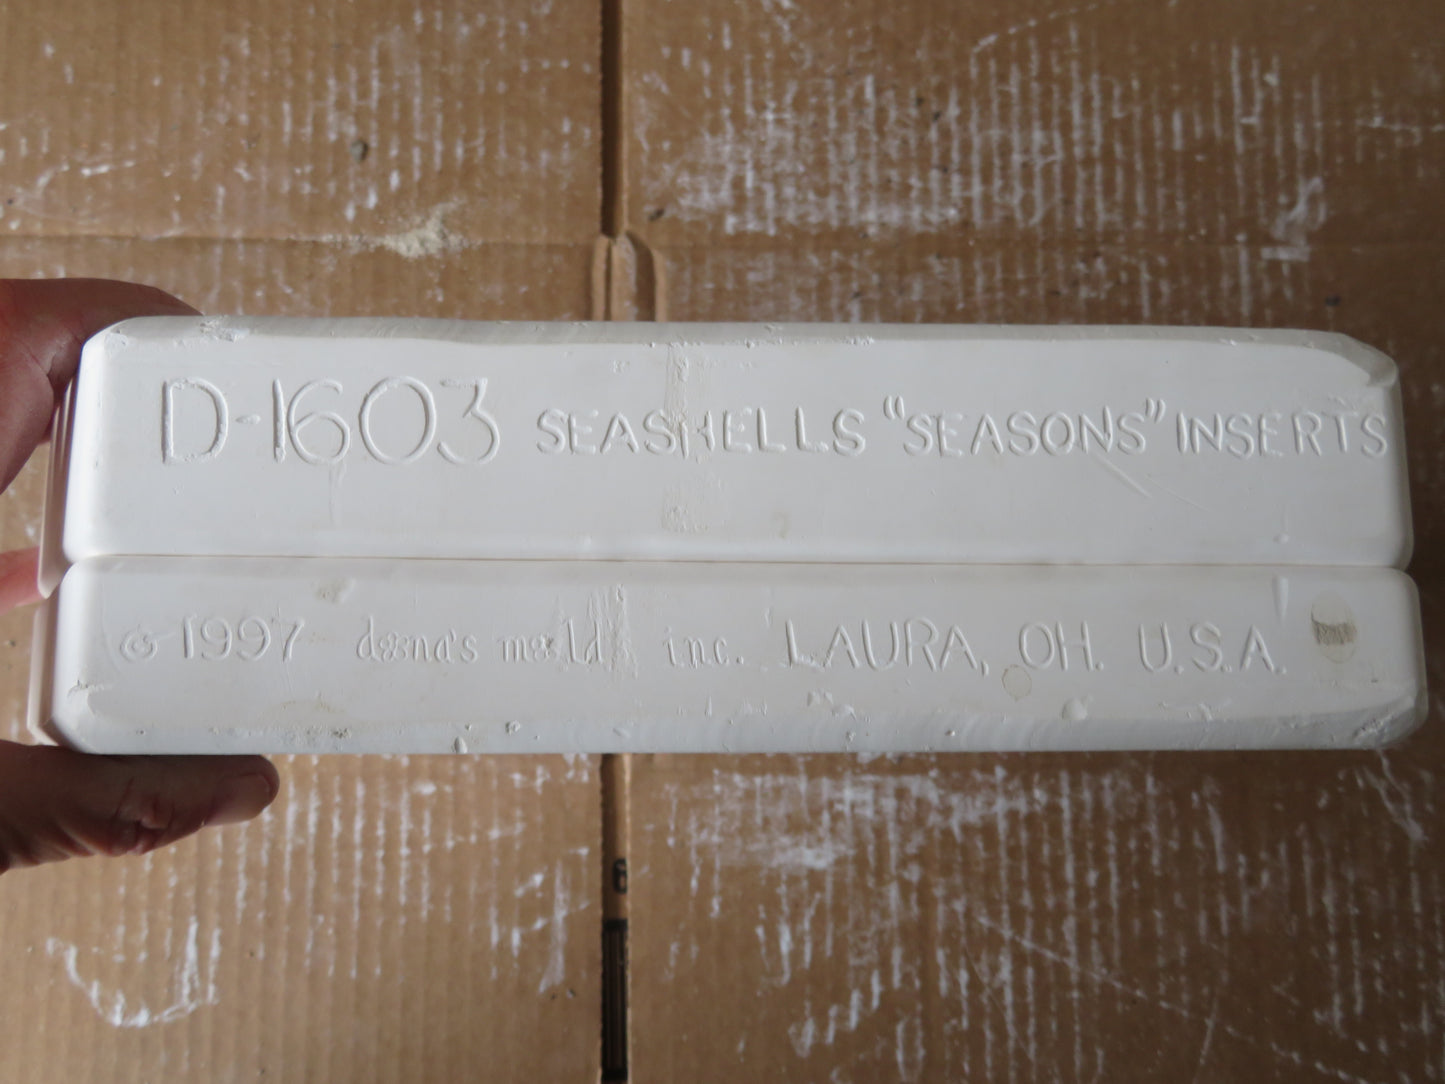 D-1603 SEASHELLS "SEASONS" INSERTS
© 1997 dona's mold inc. LAURA, OH. U.S.A.